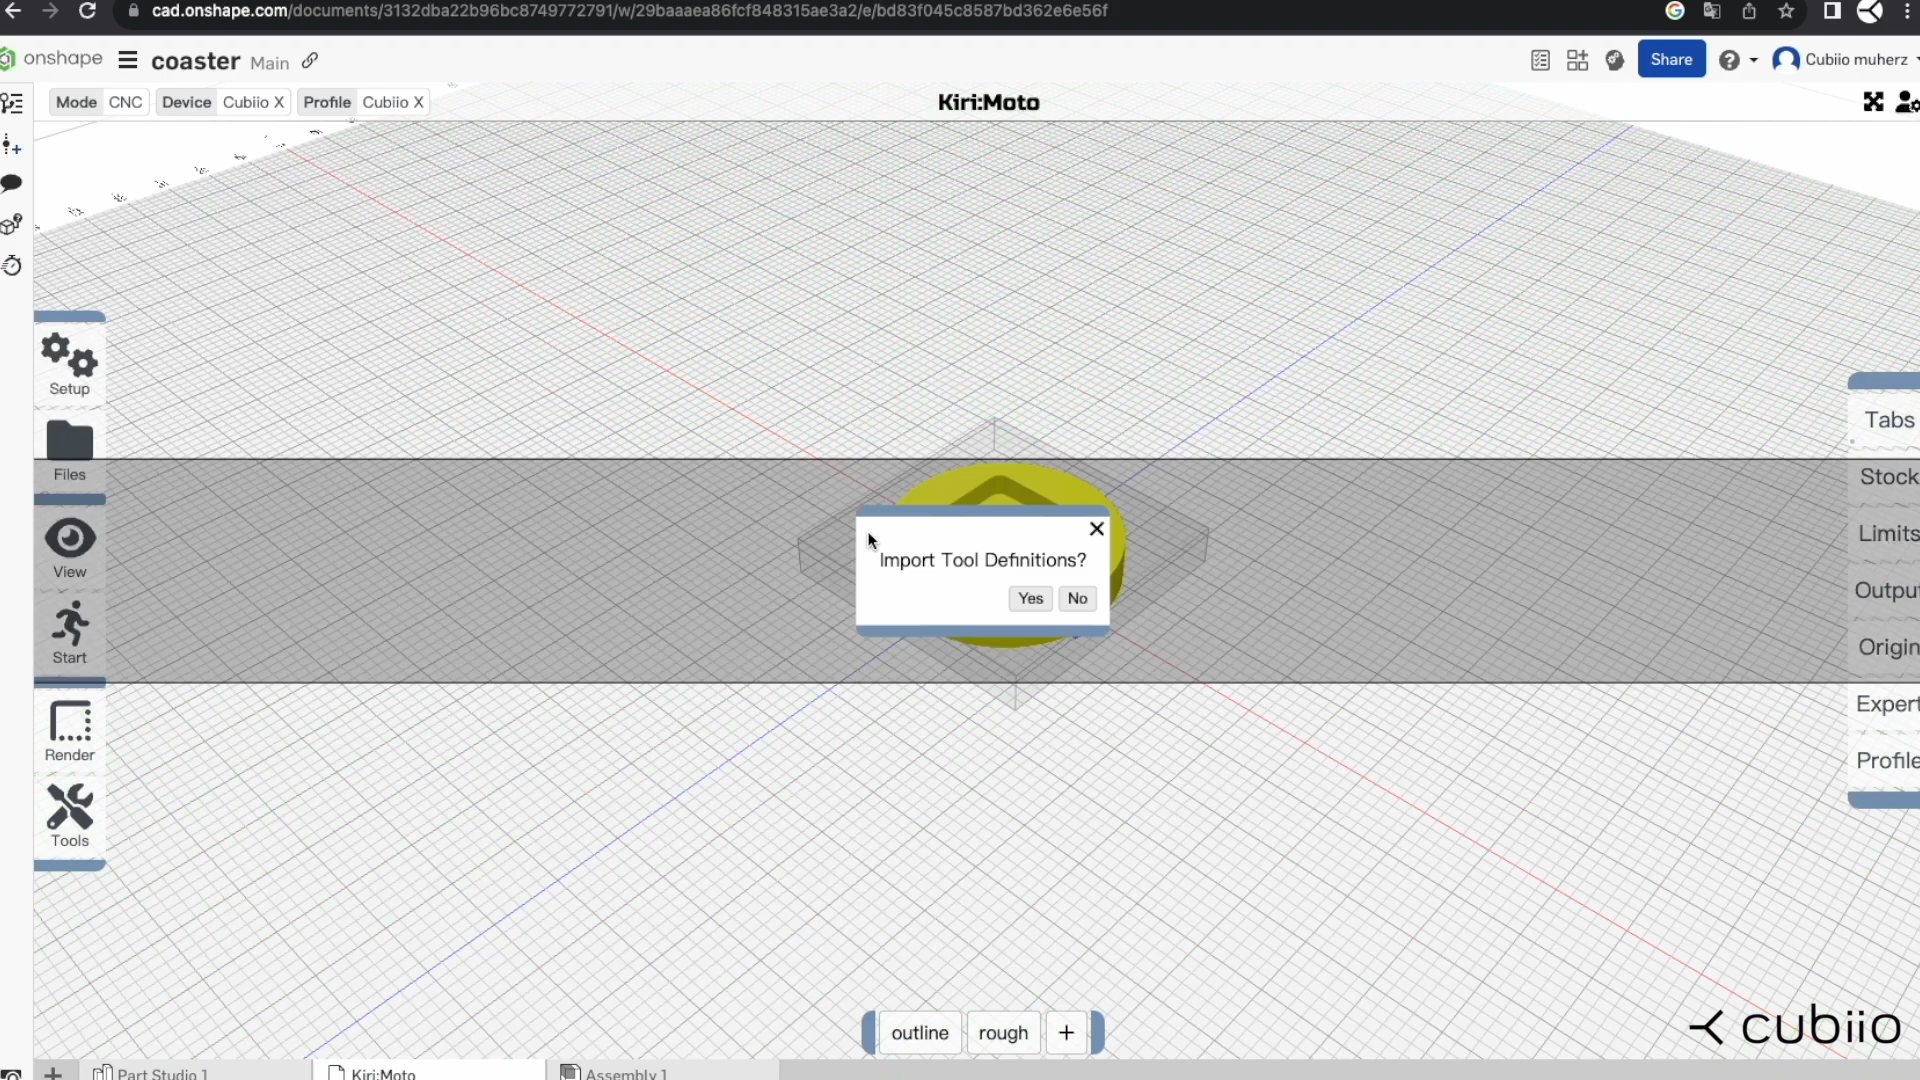 cad.onshape.com/documents/3132dba22b96bc8749772791/w/29baaaea86fcf848315ae3a2/e/bd83f045c8587bd362e6e56f
onshape coaster Main Share Cubiio muherz
Mode CNC Device Cubiio X Profile Cubiio X Kiri:Moto
Setup
Files
View
Start
Render
Tools
Import Tool Definitions?
Yes No
Tabs
Stock
Limits
Output
Origin
Expert
Profile
outline rough +
cubiio
Part Studio 1 Kiri:Moto Assembly 1